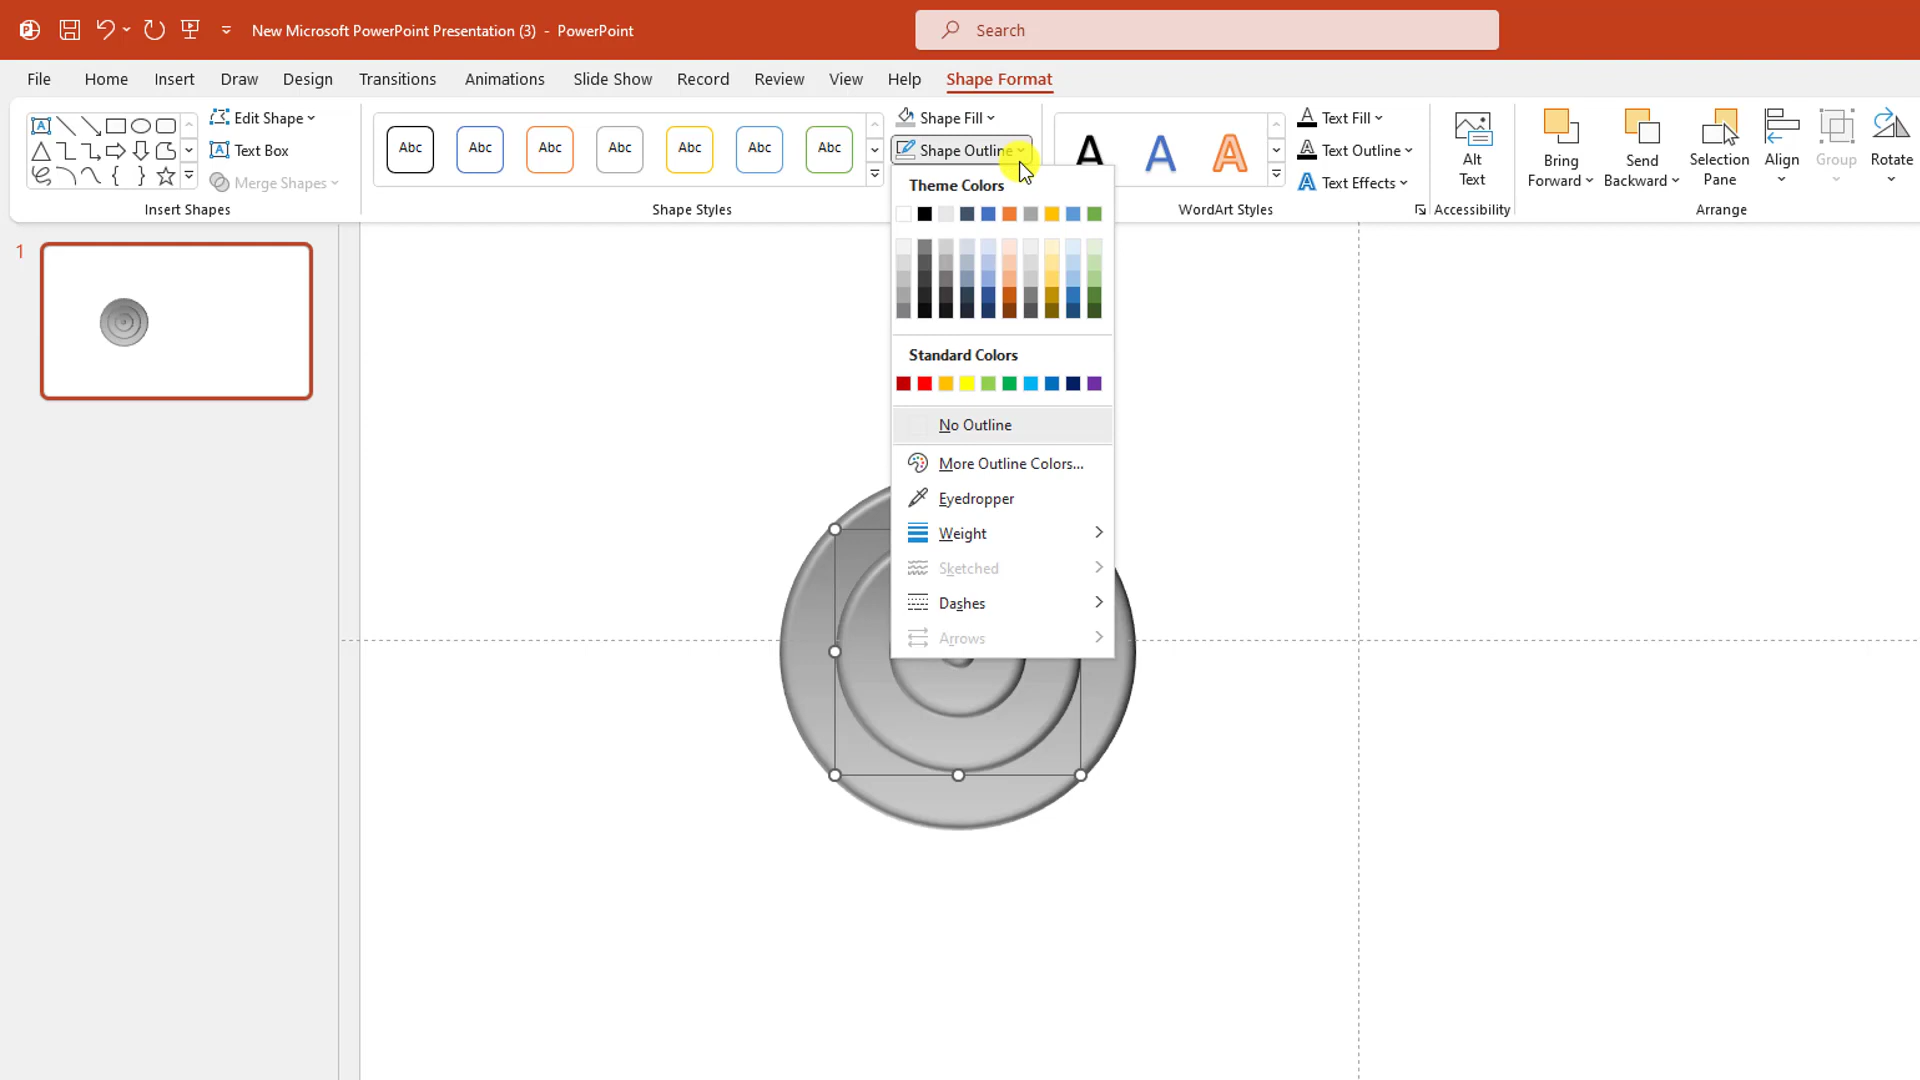 New Microsoft PowerPoint Presentation (3) - PowerPoint
Search
File Home Insert Draw Design Transitions Animations Slide Show Record Review View Help Shape Format
Edit Shape
Text Box
Merge Shapes
Insert Shapes
Abc Abc Abc Abc Abc Abc Abc
Shape Styles
Shape Fill
Shape Outline
A A A
WordArt Styles
Text Fill
Text Outline
Text Effects
Alt Text
Accessibility
Bring Forward
Send Backward
Selection Pane
Align
Group
Rotate
Arrange
1
Theme Colors
Standard Colors
No Outline
More Outline Colors...
Eyedropper
Weight
Sketched
Dashes
Arrows